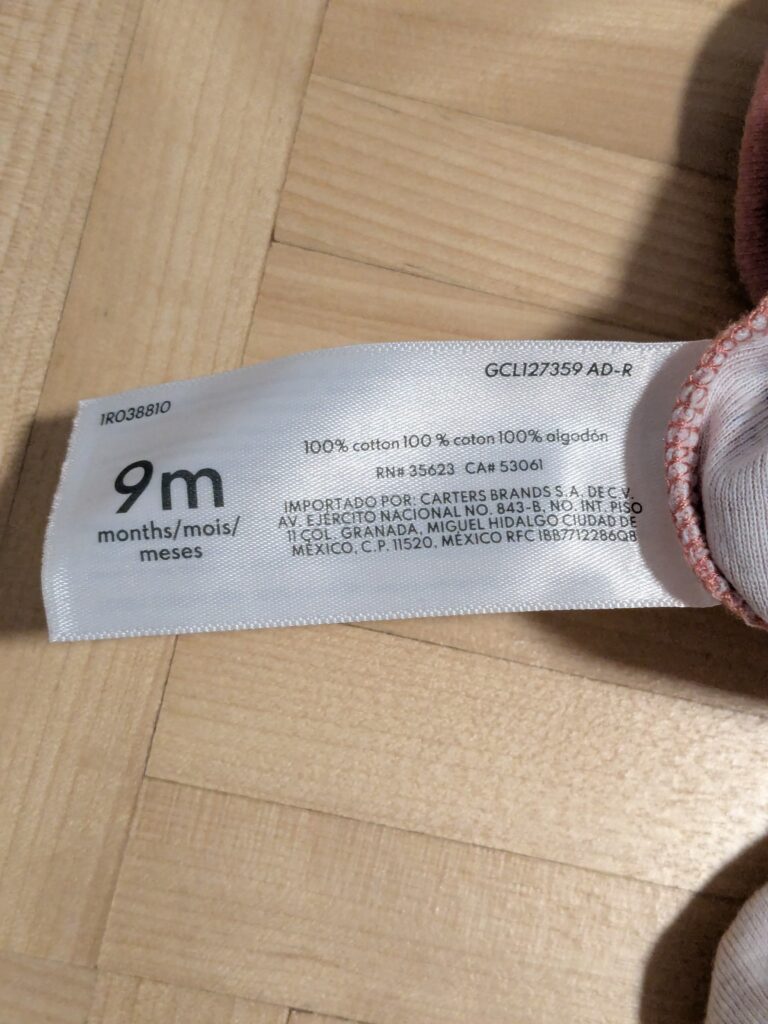 GCLI27359 AD-R
1R038810
9m
months/mois/
meses
100% cotton 100 % coton 100% algodón
RN# 35623 CA# 53061
IMPORTADO POR: CARTERS BRANDS S.A. DE C.V.
AV. EJÉRCITO NACIONAL NO. 843-B, NO. INT. PISO
11 COL. GRANADA, MIGUEL HIDALGO CIUDAD DE
MÉXICO, C.P. 11520, MÉXICO RFC IBB7712286Q8